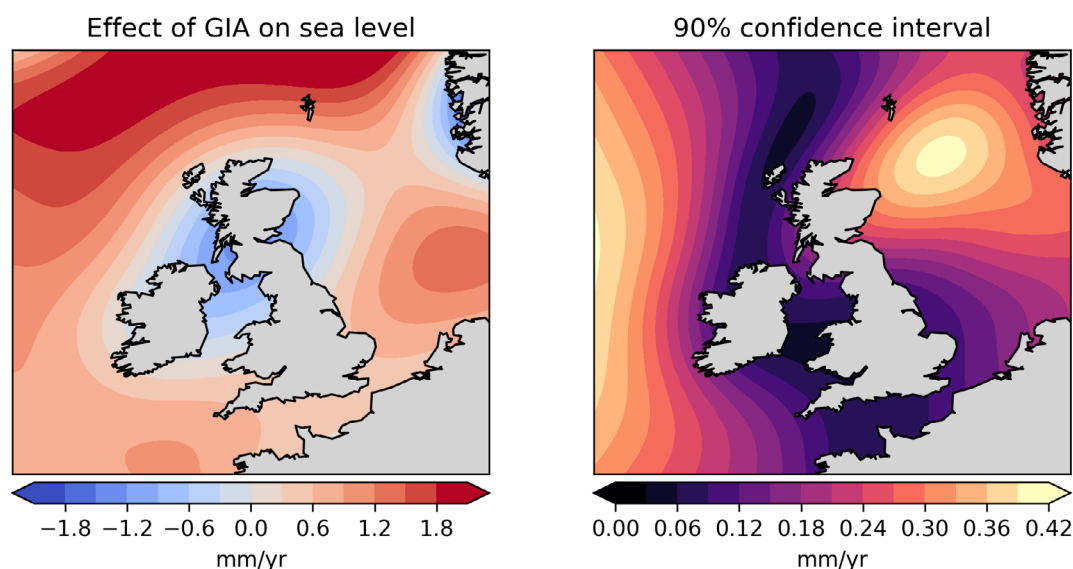 Effect of GIA on sea level
90% confidence interval
−1.8 −1.2 −0.6 0.0 0.6 1.2 1.8
mm/yr
0.00 0.06 0.12 0.18 0.24 0.30 0.36 0.42
mm/yr